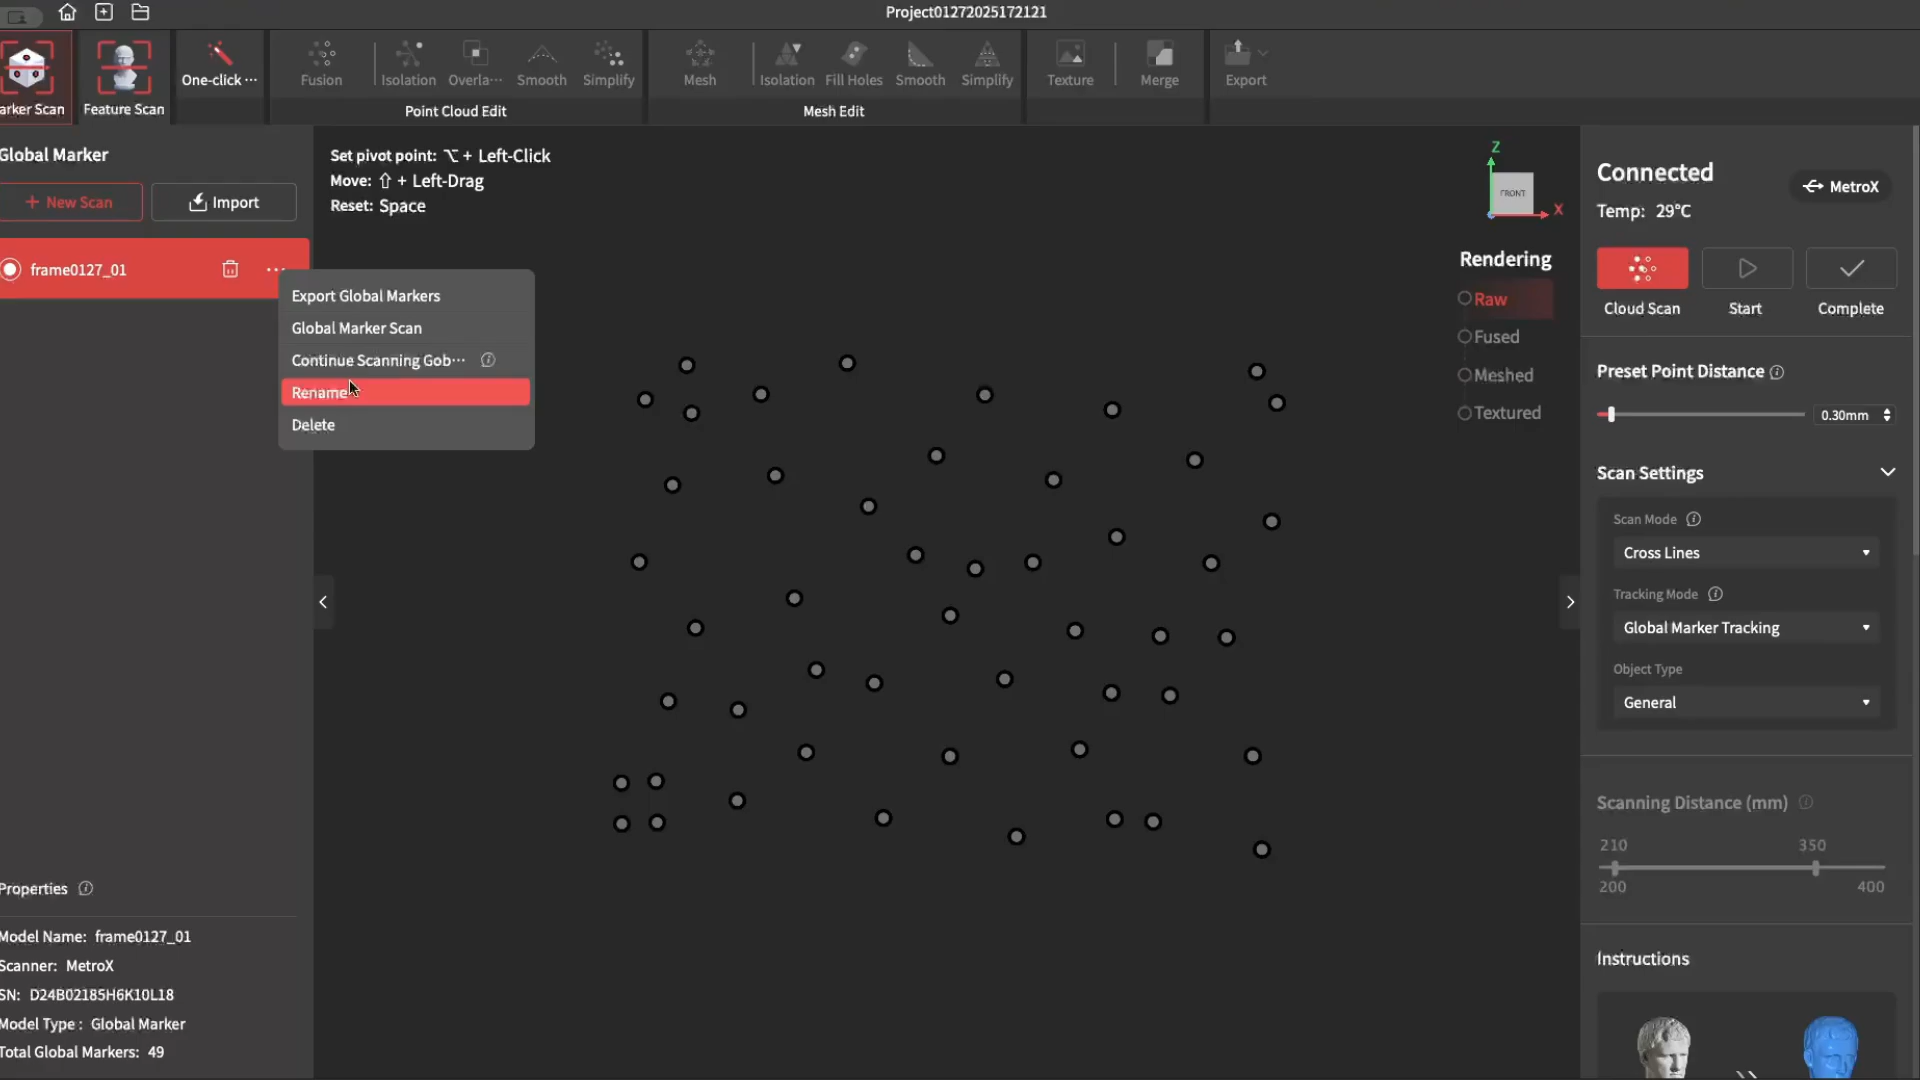 Project01272025172121
arker Scan
Feature Scan
One-click ···
Fusion
Isolation
Overla···
Smooth
Simplify
Point Cloud Edit
Mesh
Isolation
Fill Holes
Smooth
Simplify
Mesh Edit
Texture
Merge
Export
Global Marker
+ New Scan
Import
frame0127_01
···
Export Global Markers
Global Marker Scan
Continue Scanning Gob···
Rename
Delete
Set pivot point: ⌥ + Left-Click
Move: ⇧ + Left-Drag
Reset: Space
Z
FRONT
X
Rendering
Raw
Fused
Meshed
Textured
Connected
MetroX
Temp: 29°C
Cloud Scan
Start
Complete
Preset Point Distance
0.30mm
Scan Settings
Scan Mode
Cross Lines
Tracking Mode
Global Marker Tracking
Object Type
General
Scanning Distance (mm)
210 350
200 400
Instructions
Properties
Model Name: frame0127_01
Scanner: MetroX
SN: D24B02185H6K10L18
Model Type : Global Marker
Total Global Markers: 49